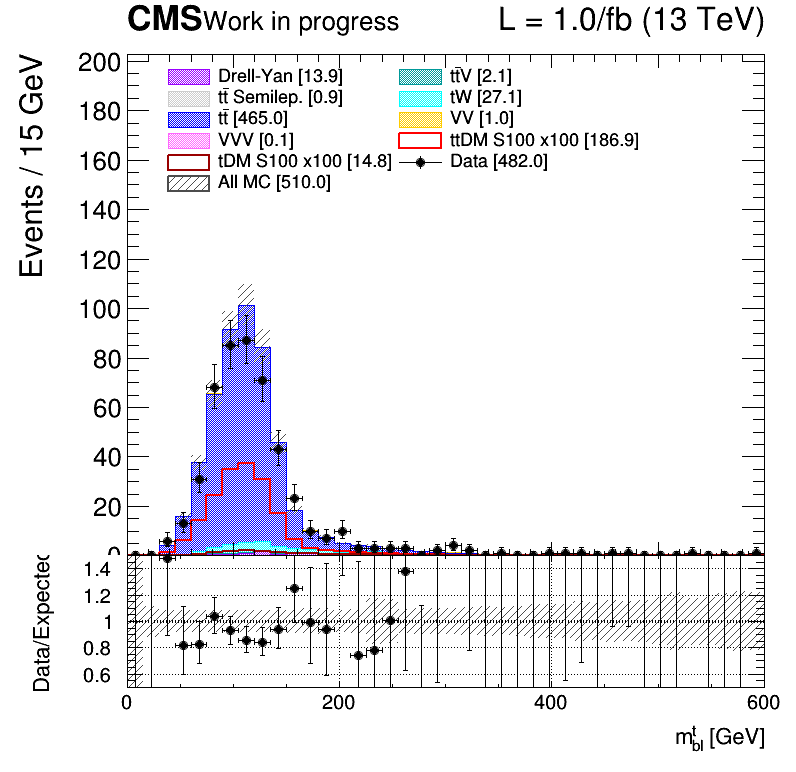 CMS Work in progress L = 1.0/fb (13 TeV)
Events / 15 GeV
200
180
160
140
120
100
80
60
40
20
0
Drell-Yan [13.9] tt̄V [2.1]
tt̄ Semilep. [0.9] tW [27.1]
tt̄ [465.0] VV [1.0]
VVV [0.1] ttDM S100 x100 [186.9]
tDM S100 x100 [14.8] Data [482.0]
All MC [510.0]
Data/Expected
1.4
1.2
1
0.8
0.6
0 200 400 600
m^t_bl [GeV]